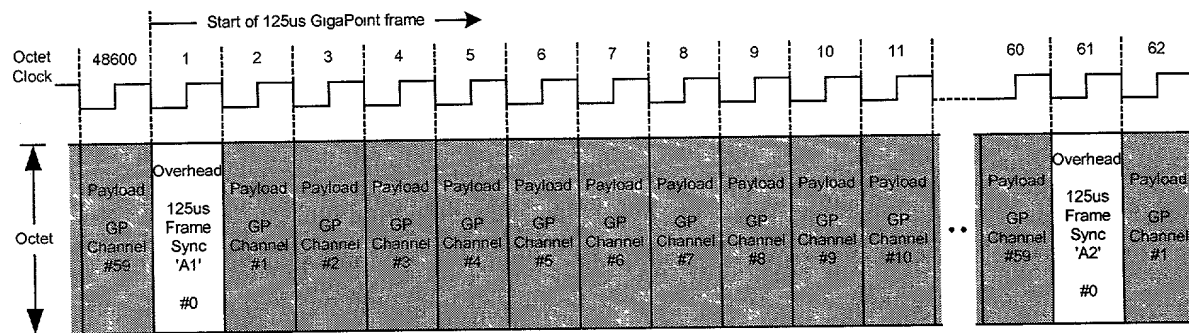 Start of 125us GigaPoint frame
Octet
Clock
48600 1 2 3 4 5 6 7 8 9 10 11 60 61 62
Octet
Payload
GP
Channel
#59
Overhead
125us
Frame
Sync
'A1'
#0
Payload
GP
Channel
#1
Payload
GP
Channel
#2
Payload
GP
Channel
#3
Payload
GP
Channel
#4
Payload
GP
Channel
#5
Payload
GP
Channel
#6
Payload
GP
Channel
#7
Payload
GP
Channel
#8
Payload
GP
Channel
#9
Payload
GP
Channel
#10
Payload
GP
Channel
#59
Overhead
125us
Frame
Sync
'A2'
#0
Payload
GP
Channel
#1